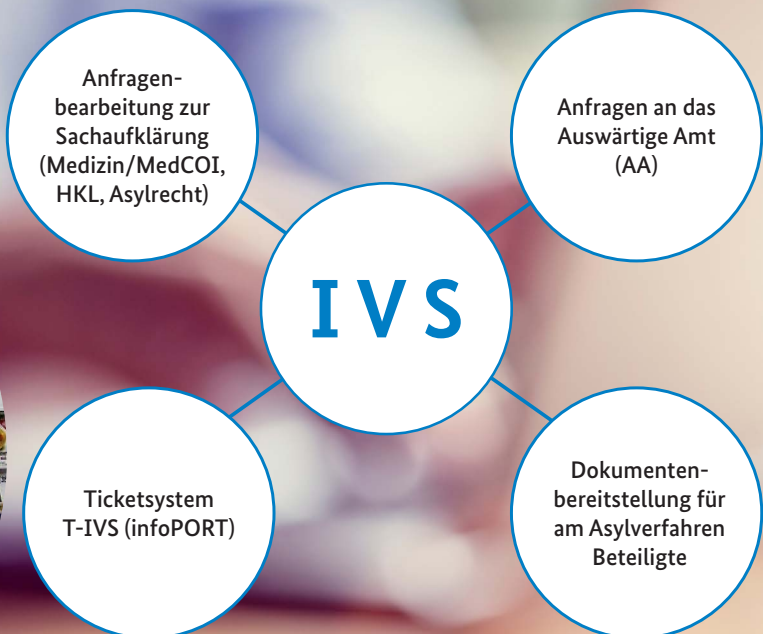 Anfragen-
bearbeitung zur
Sachaufklärung
(Medizin/MedCOI,
HKL, Asylrecht)
Anfragen an das
Auswärtige Amt
(AA)
IVS
Ticketsystem
T-IVS (infoPORT)
Dokumenten-
bereitstellung für
am Asylverfahren
Beteiligte